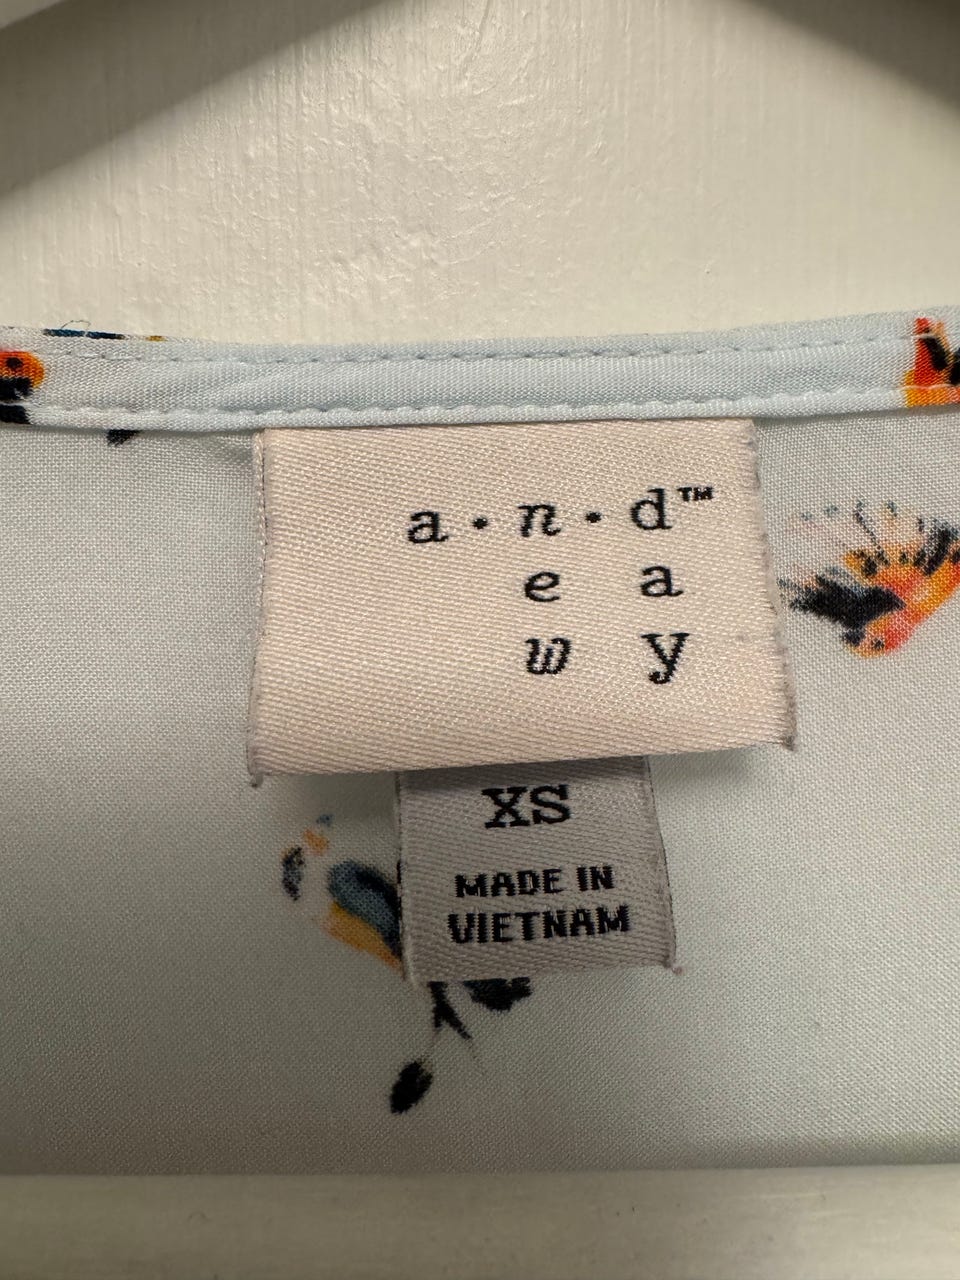 a·n·d™
e a
w y
XS
MADE IN
VIETNAM